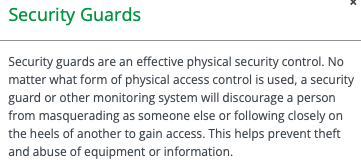 Security Guards
Security guards are an effective physical security control. No
matter what form of physical access control is used, a security
guard or other monitoring system will discourage a person
from masquerading as someone else or following closely on
the heels of another to gain access. This helps prevent theft
and abuse of equipment or information.